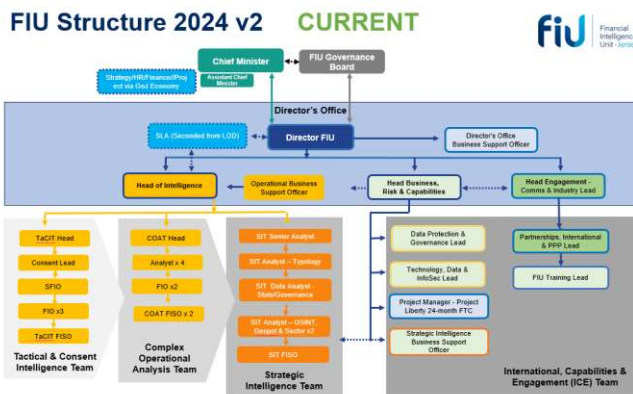 FIU Structure 2024 v2 CURRENT
fiu
Financial
Intelligence
Unit - Jersey
Chief Minister
Assistant Chief
Minister
FIU Governance
Board
Strategy/HR/Finance/Proj
ect via GoJ Economy
Director's Office
SLA (Seconded from LOD)
Director FIU
Director's Office
Business Support Officer
Head of Intelligence
Operational Business
Support Officer
Head Business,
Risk & Capabilities
Head Engagement -
Comms & Industry Lead
TaCIT Head
Consent Lead
SFIO
FIO x3
TaCIT FISO
Tactical & Consent
Intelligence Team
COAT Head
Analyst x 4
FIO x2
COAT FISO x 2
Complex
Operational
Analysis Team
SIT Senior Analyst
SIT Analyst – Typology
SIT Data Analyst -
Stats/Governance
SIT Analyst – OSINT,
Geopol & Sector x2
SIT FISO
Strategic
Intelligence Team
Data Protection &
Governance Lead
Technology, Data &
InfoSec Lead
Project Manager - Project
Liberty 24-month FTC
Strategic Intelligence
Business Support
Officer
Partnerships, International
& PPP Lead
FIU Training Lead
International, Capabilities &
Engagement (ICE) Team